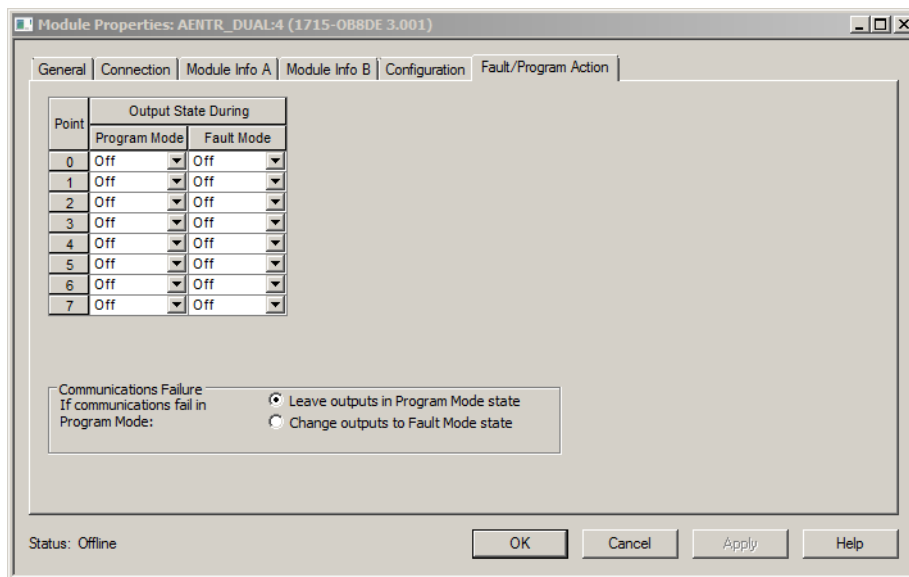 Module Properties: AENTR_DUAL:4 (1715-OB8DE 3.001)
General Connection Module Info A Module Info B Configuration Fault/Program Action
Point Output State During
Program Mode Fault Mode
0 Off Off
1 Off Off
2 Off Off
3 Off Off
4 Off Off
5 Off Off
6 Off Off
7 Off Off
Communications Failure
If communications fail in Program Mode:
Leave outputs in Program Mode state
Change outputs to Fault Mode state
Status: Offline OK Cancel Apply Help